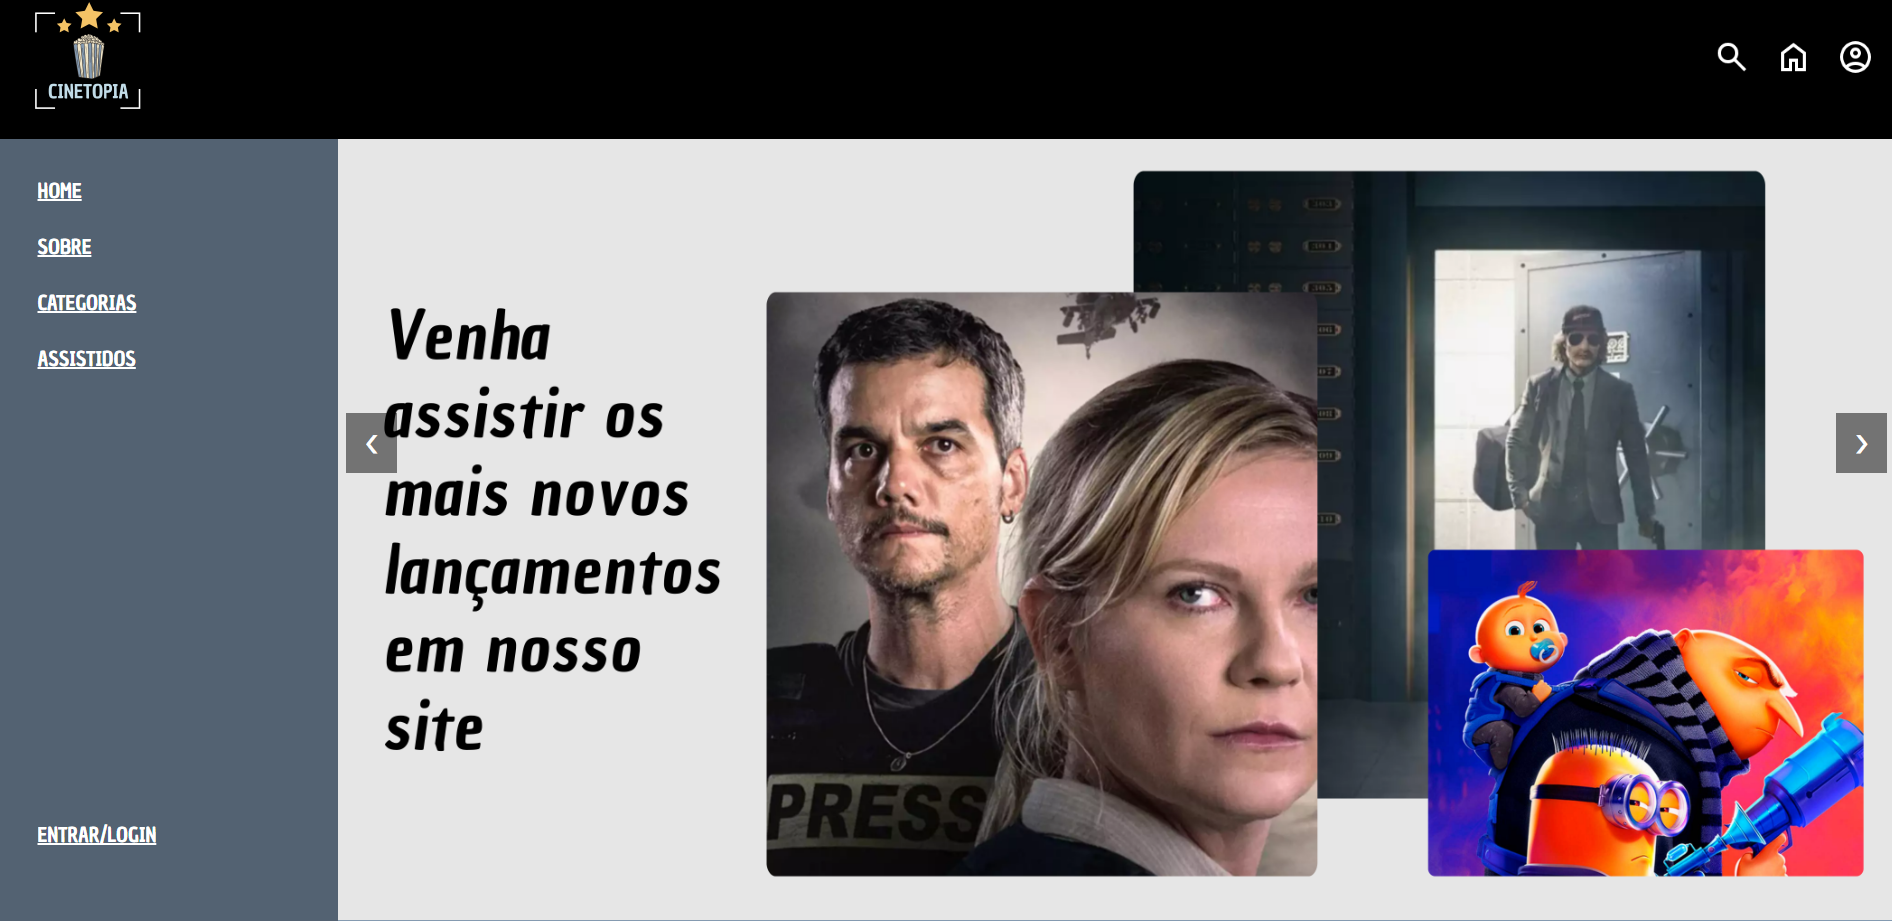 CINETOPIA
HOME
SOBRE
CATEGORIAS
ASSISTIDOS
ENTRAR/LOGIN
Venha
assistir os
mais novos
lançamentos
em nosso
site
PRESS